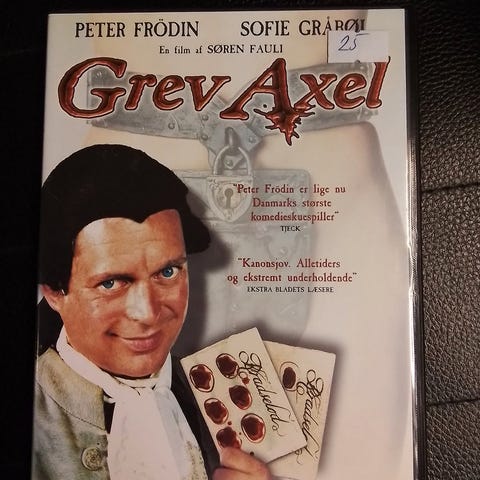 PETER FRÖDIN SOFIE GRÅBØL
25
En film af SØREN FAULI
Grev Axel
"Peter Frödin er lige nu
Danmarks største
komedieskuespiller"
TJECK
"Kanonsjov. Alletiders
og ekstremt underholdende"
EKSTRA BLADETS LÆSERE